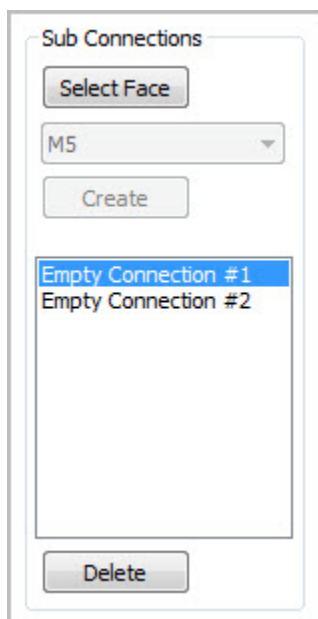 Sub Connections
Select Face
M5
Create
Empty Connection #1
Empty Connection #2
Delete